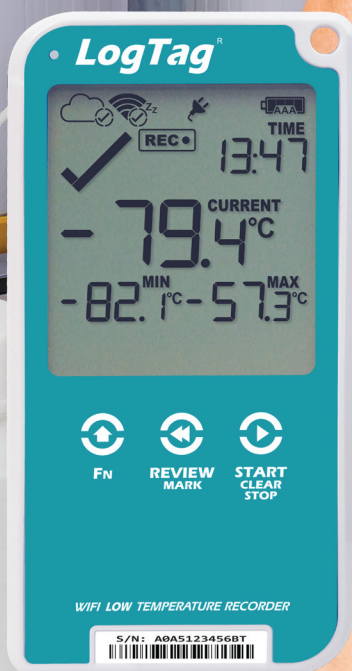 LogTag®
zz
AAA
REC●
TIME
13:47
CURRENT
-79.4°C
MIN MAX
-82.1°C -57.3°C
FN REVIEW START
MARK CLEAR
STOP
WIFI LOW TEMPERATURE RECORDER
S/N: A0A5123456BT